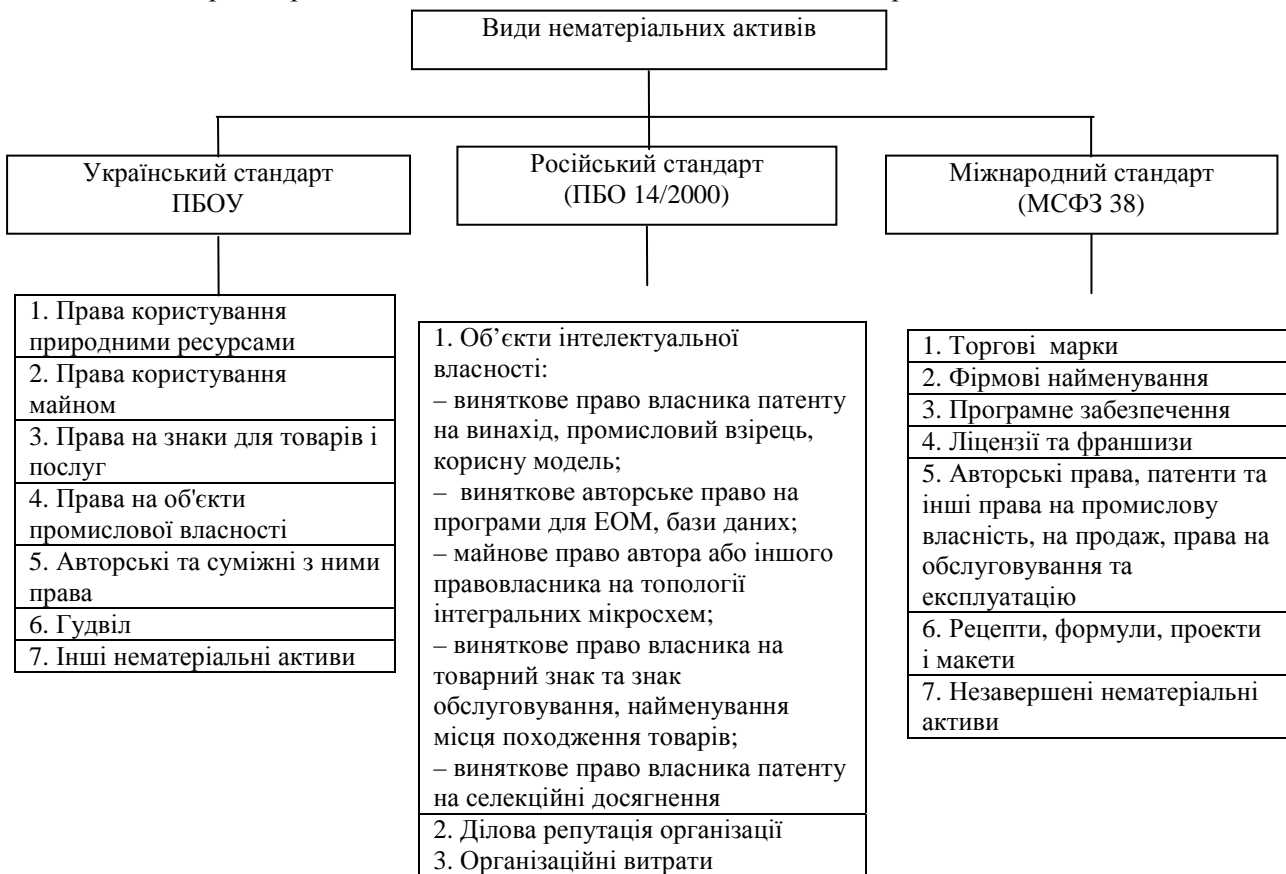 Види нематеріальних активів
Український стандарт
ПБОУ
Російський стандарт
(ПБО 14/2000)
Міжнародний стандарт
(МСФЗ 38)
1. Права користування
природними ресурсами
2. Права користування
майном
3. Права на знаки для товарів і
послуг
4. Права на об'єкти
промислової власності
5. Авторські та суміжні з ними
права
6. Гудвіл
7. Інші нематеріальні активи
1. Об’єкти інтелектуальної
власності:
– виняткове право власника патенту
на винахід, промисловий взірець,
корисну модель;
– виняткове авторське право на
програми для ЕОМ, бази даних;
– майнове право автора або іншого
правовласника на топології
інтегральних мікросхем;
– виняткове право власника на
товарний знак та знак
обслуговування, найменування
місця походження товарів;
– виняткове право власника патенту
на селекційні досягнення
2. Ділова репутація організації
3. Організаційні витрати
1. Торгові марки
2. Фірмові найменування
3. Програмне забезпечення
4. Ліцензії та франшизи
5. Авторські права, патенти та
інші права на промислову
власність, на продаж, права на
обслуговування та
експлуатацію
6. Рецепти, формули, проекти
і макети
7. Незавершені нематеріальні
активи